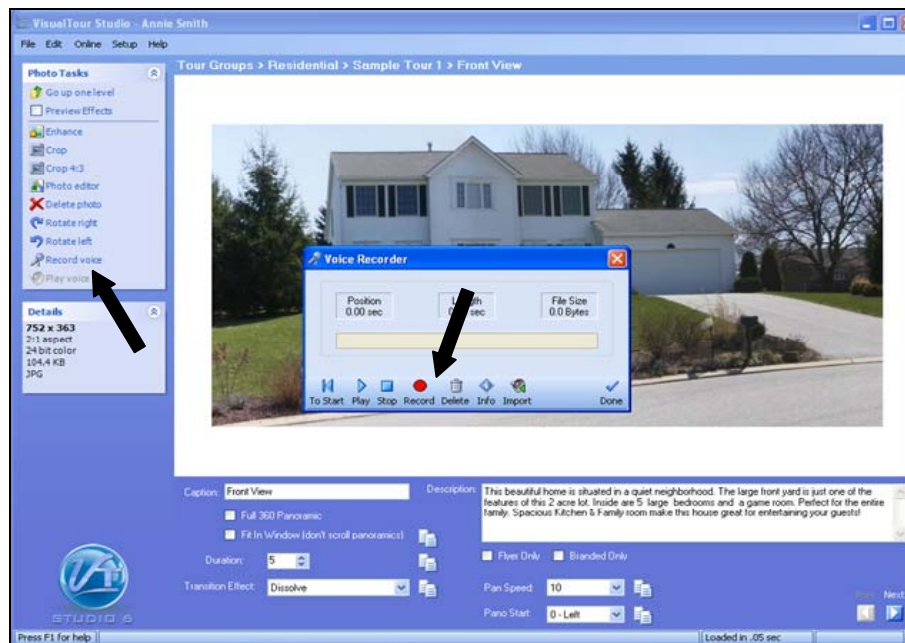 VisualTour Studio - Annie Smith
File Edit Online Setup Help
Tour Groups > Residential > Sample Tour 1 > Front View
Photo Tasks
Go up one level
Preview Effects
Enhance
Crop
Crop 4:3
Photo editor
Delete photo
Rotate right
Rotate left
Record voice
Play voice
Details
752 x 363
2:1 aspect
24 bit color
104.4 KB
JPG
Voice Recorder
Position
0.00 sec
sec
File Size
0.0 Bytes
To Start Play Stop Record Delete Info Import Done
Caption: Front View
Full 360 Panoramic
Fit In Window (don't scroll panoramics)
Duration: 5
Transition Effect: Dissolve
Description: This beautiful home is situated in a quiet neighborhood. The large front yard is just one of the
features of this 2 acre lot. Inside are 5 large bedrooms and a game room. Perfect for the entire
family. Spacious Kitchen & Family room make this house great for entertaining your guests!
Flyer Only Branded Only
Pan Speed: 10
Pano Start: 0 - Left
Prev Next
STUDIO 6
Press F1 for help Loaded in .05 sec